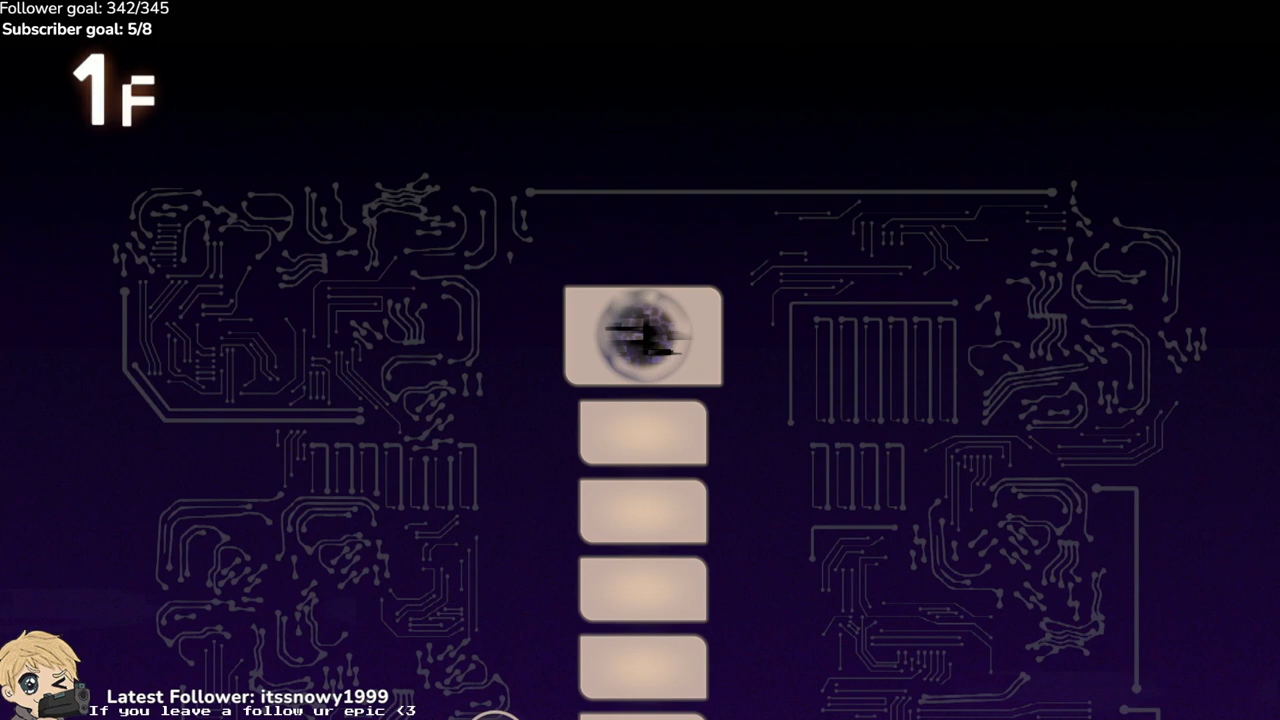 Follower goal: 342/345
Subscriber goal: 5/8
1F
Latest Follower: itssnowy1999
If you leave a follow ur epic <3